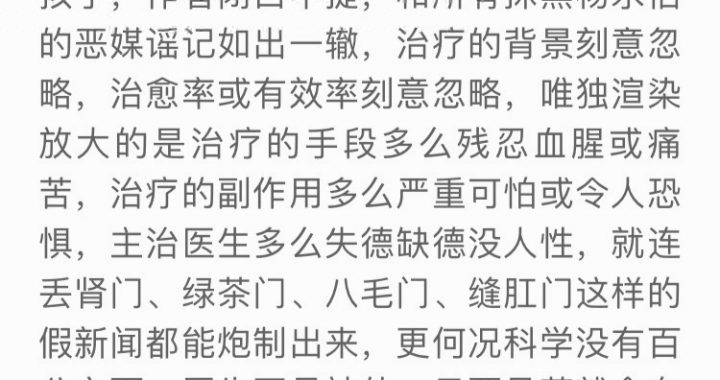 的恶媒谣记如出一辙，治疗的背景刻意忽
略，治愈率或有效率刻意忽略，唯独渲染
放大的是治疗的手段多么残忍血腥或痛
苦，治疗的副作用多么严重可怕或令人恐
惧，主治医生多么失德缺德没人性，就连
丢肾门、绿茶门、八毛门、缝肛门这样的
假新闻都能炮制出来，更何况科学没有百